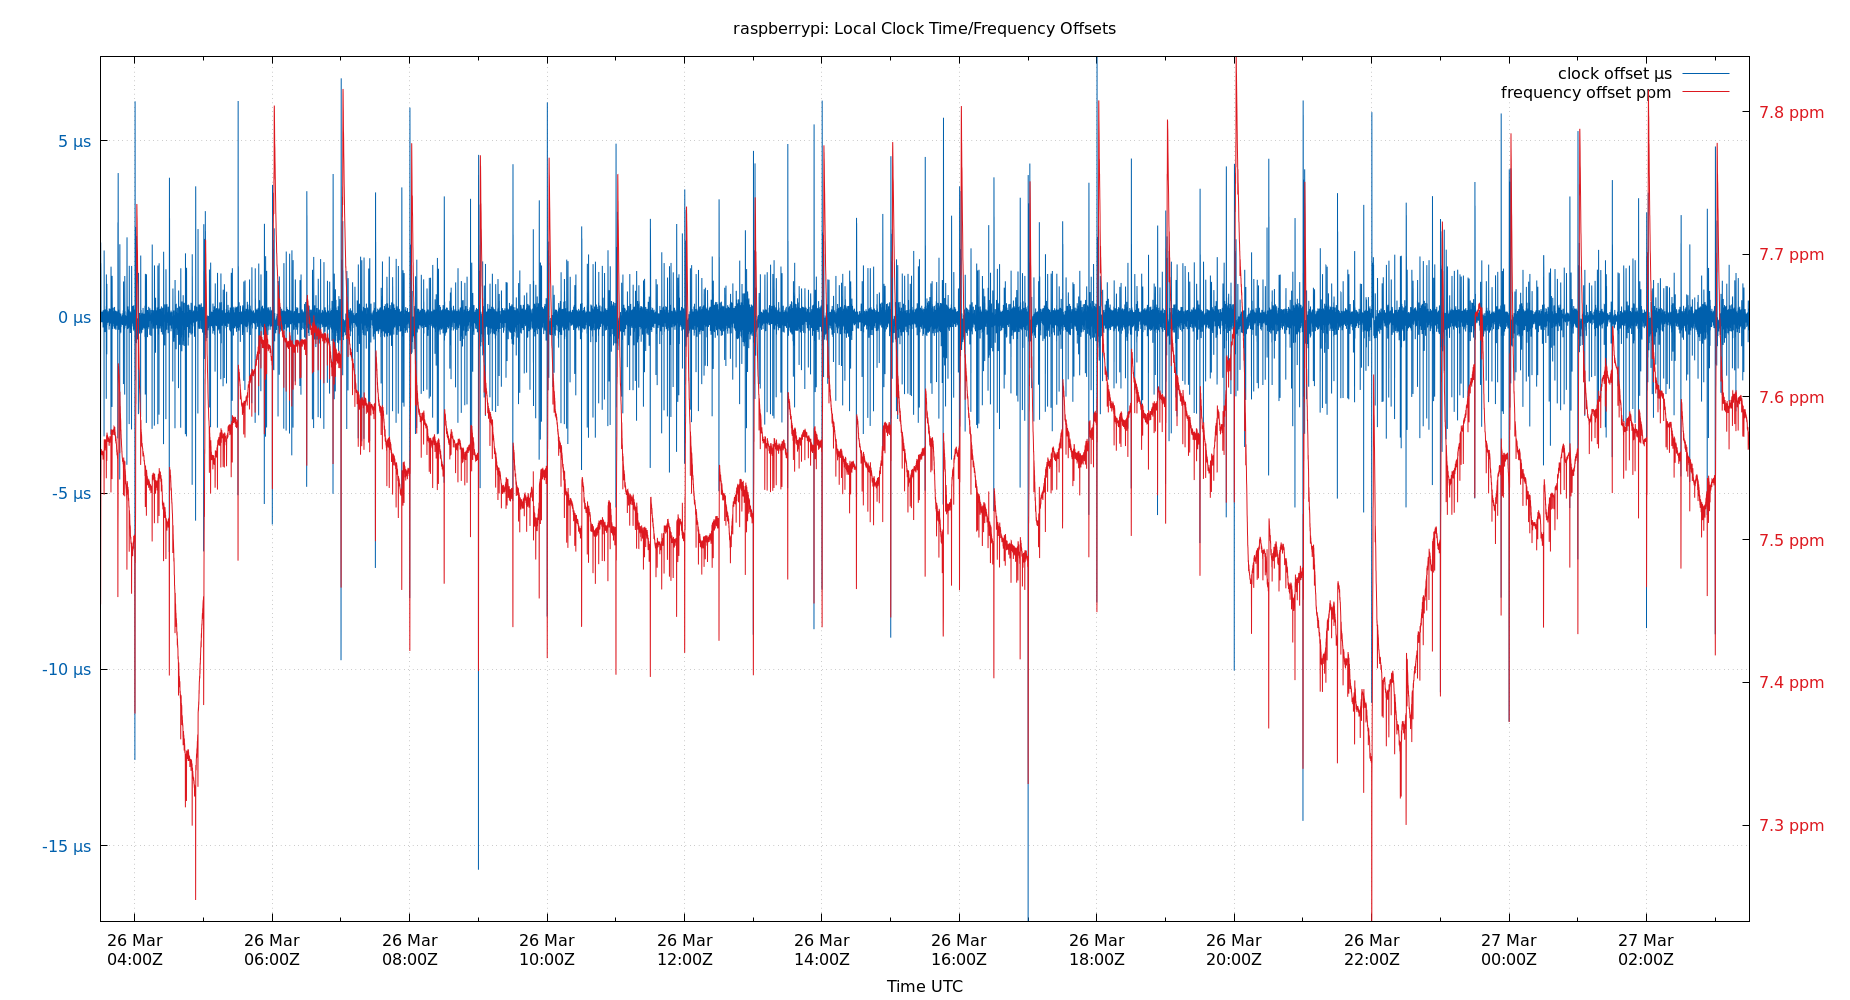 raspberrypi: Local Clock Time/Frequency Offsets
clock offset µs
frequency offset ppm
5 µs
0 µs
-5 µs
-10 µs
-15 µs
7.8 ppm
7.7 ppm
7.6 ppm
7.5 ppm
7.4 ppm
7.3 ppm
26 Mar 26 Mar 26 Mar 26 Mar 26 Mar 26 Mar 26 Mar 26 Mar 26 Mar 26 Mar 27 Mar 27 Mar
04:00Z 06:00Z 08:00Z 10:00Z 12:00Z 14:00Z 16:00Z 18:00Z 20:00Z 22:00Z 00:00Z 02:00Z
Time UTC